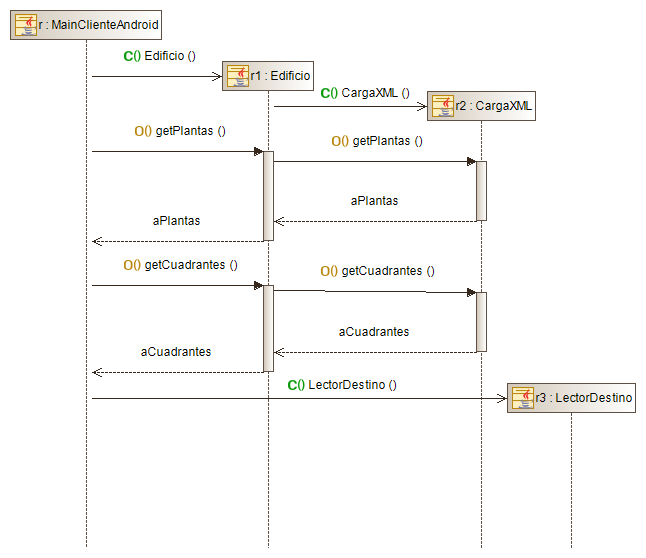 r : MainClienteAndroid
C() Edificio ()
r1 : Edificio
C() CargaXML ()
r2 : CargaXML
O() getPlantas ()
O() getPlantas ()
aPlantas
aPlantas
O() getCuadrantes ()
O() getCuadrantes ()
aCuadrantes
aCuadrantes
C() LectorDestino ()
r3 : LectorDestino